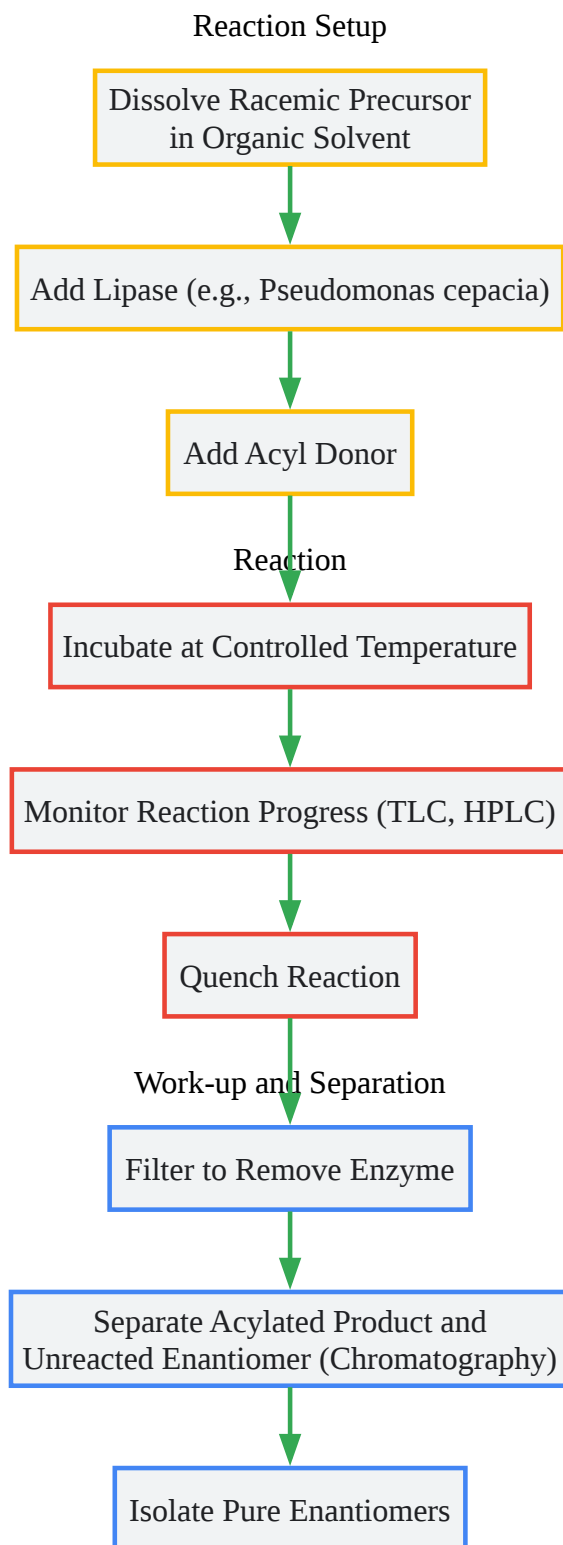 Reaction Setup
Dissolve Racemic Precursor
in Organic Solvent
Add Lipase (e.g., Pseudomonas cepacia)
Add Acyl Donor
Reaction
Incubate at Controlled Temperature
Monitor Reaction Progress (TLC, HPLC)
Quench Reaction
Work-up and Separation
Filter to Remove Enzyme
Separate Acylated Product and
Unreacted Enantiomer (Chromatography)
Isolate Pure Enantiomers